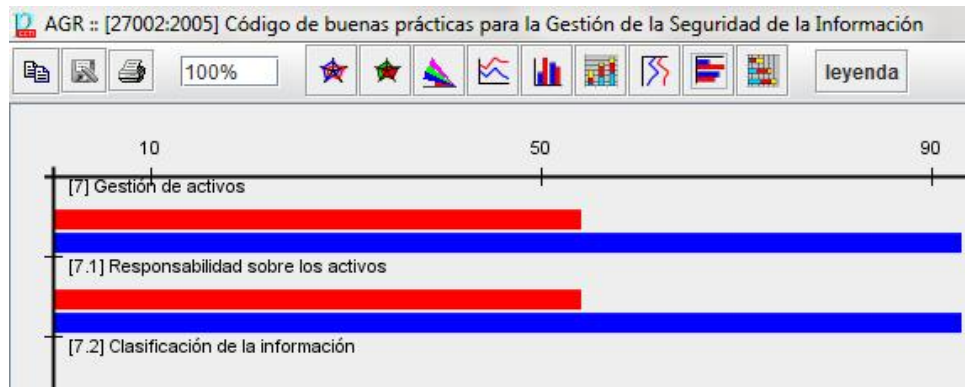 AGR :: [27002:2005] Código de buenas prácticas para la Gestión de la Seguridad de la Información
100%
leyenda
10 50 90
[7] Gestión de activos
[7.1] Responsabilidad sobre los activos
[7.2] Clasificación de la información